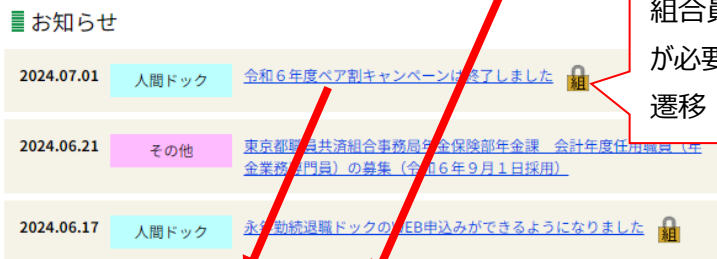 お知らせ
2024.07.01 人間ドック 令和6年度ペア割キャンペーンは終了しました 組
2024.06.21 その他 東京都職員共済組合事務局年金保険部年金課 会計年度任用職員（年
金業務専門員）の募集（令和6年9月1日採用）
2024.06.17 人間ドック 永年勤続退職ドックのWEB申込みができるようになりました 組
組合員
が必要
遷移